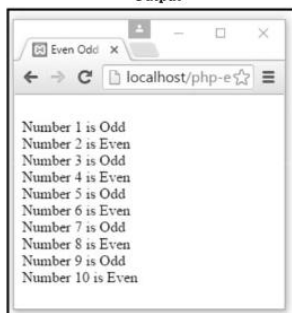 Output
Even Odd
localhost/php-e
Number 1 is Odd
Number 2 is Even
Number 3 is Odd
Number 4 is Even
Number 5 is Odd
Number 6 is Even
Number 7 is Odd
Number 8 is Even
Number 9 is Odd
Number 10 is Even